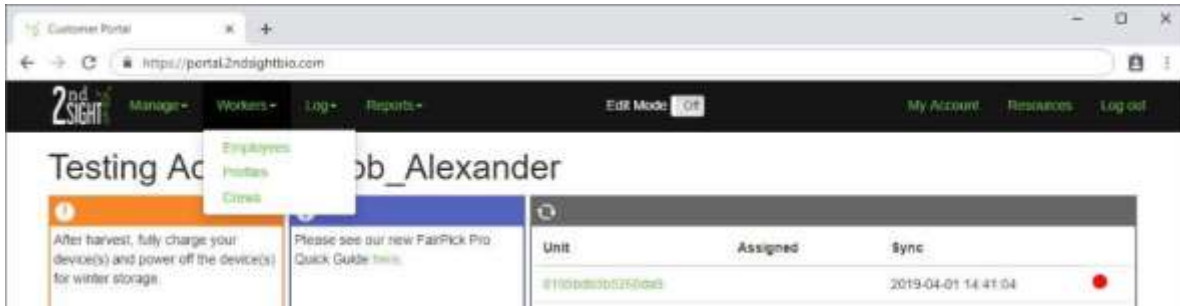 Customer Portal
https://portal.2ndsightbio.com
2nd SIGHT Manage Workers Log Reports Edit Mode Off My Account Resources Log out
Employees
Profiles
Crews
Testing Ac ob_Alexander
After harvest, fully charge your
device(s) and power off the device(s)
for winter storage.
Please see our new FairPick Pro
Quick Guide here.
Unit Assigned Sync
2019-04-01 14:41:04